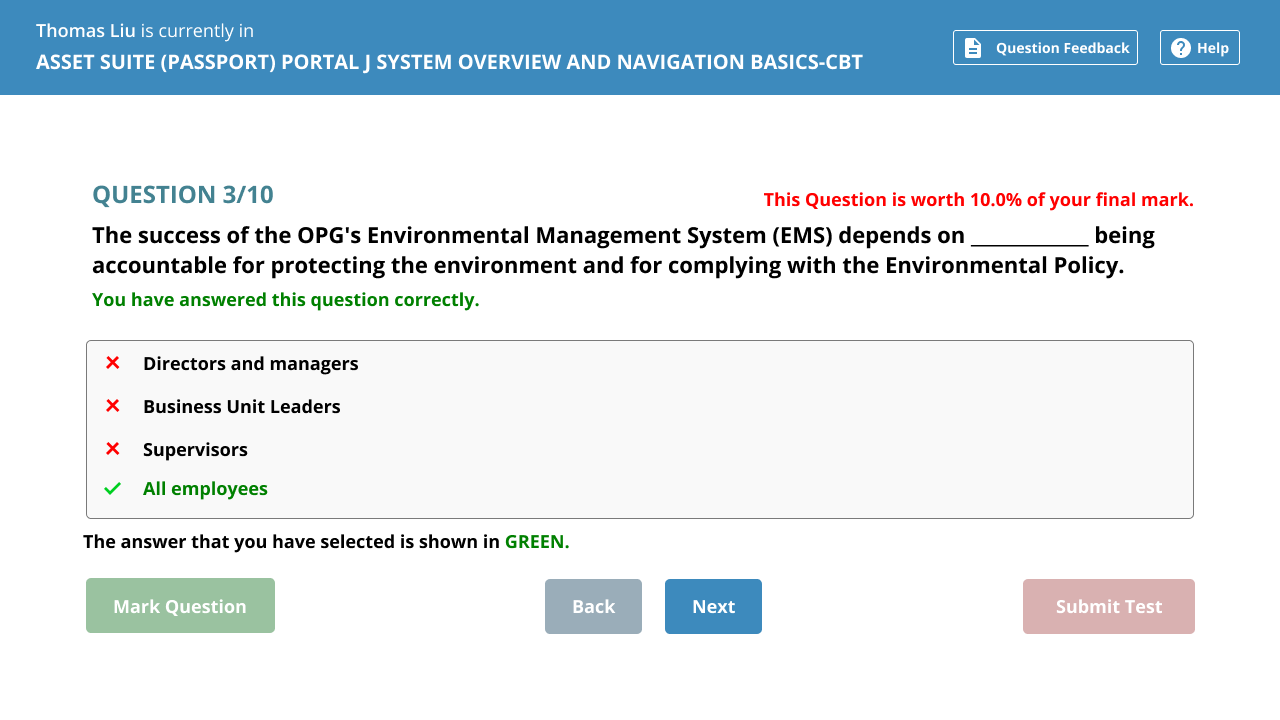 Thomas Liu is currently in
ASSET SUITE (PASSPORT) PORTAL J SYSTEM OVERVIEW AND NAVIGATION BASICS-CBT
Question Feedback
Help
QUESTION 3/10
This Question is worth 10.0% of your final mark.
The success of the OPG's Environmental Management System (EMS) depends on ____________ being
accountable for protecting the environment and for complying with the Environmental Policy.
You have answered this question correctly.
Directors and managers
Business Unit Leaders
Supervisors
All employees
The answer that you have selected is shown in GREEN.
Mark Question
Back
Next
Submit Test